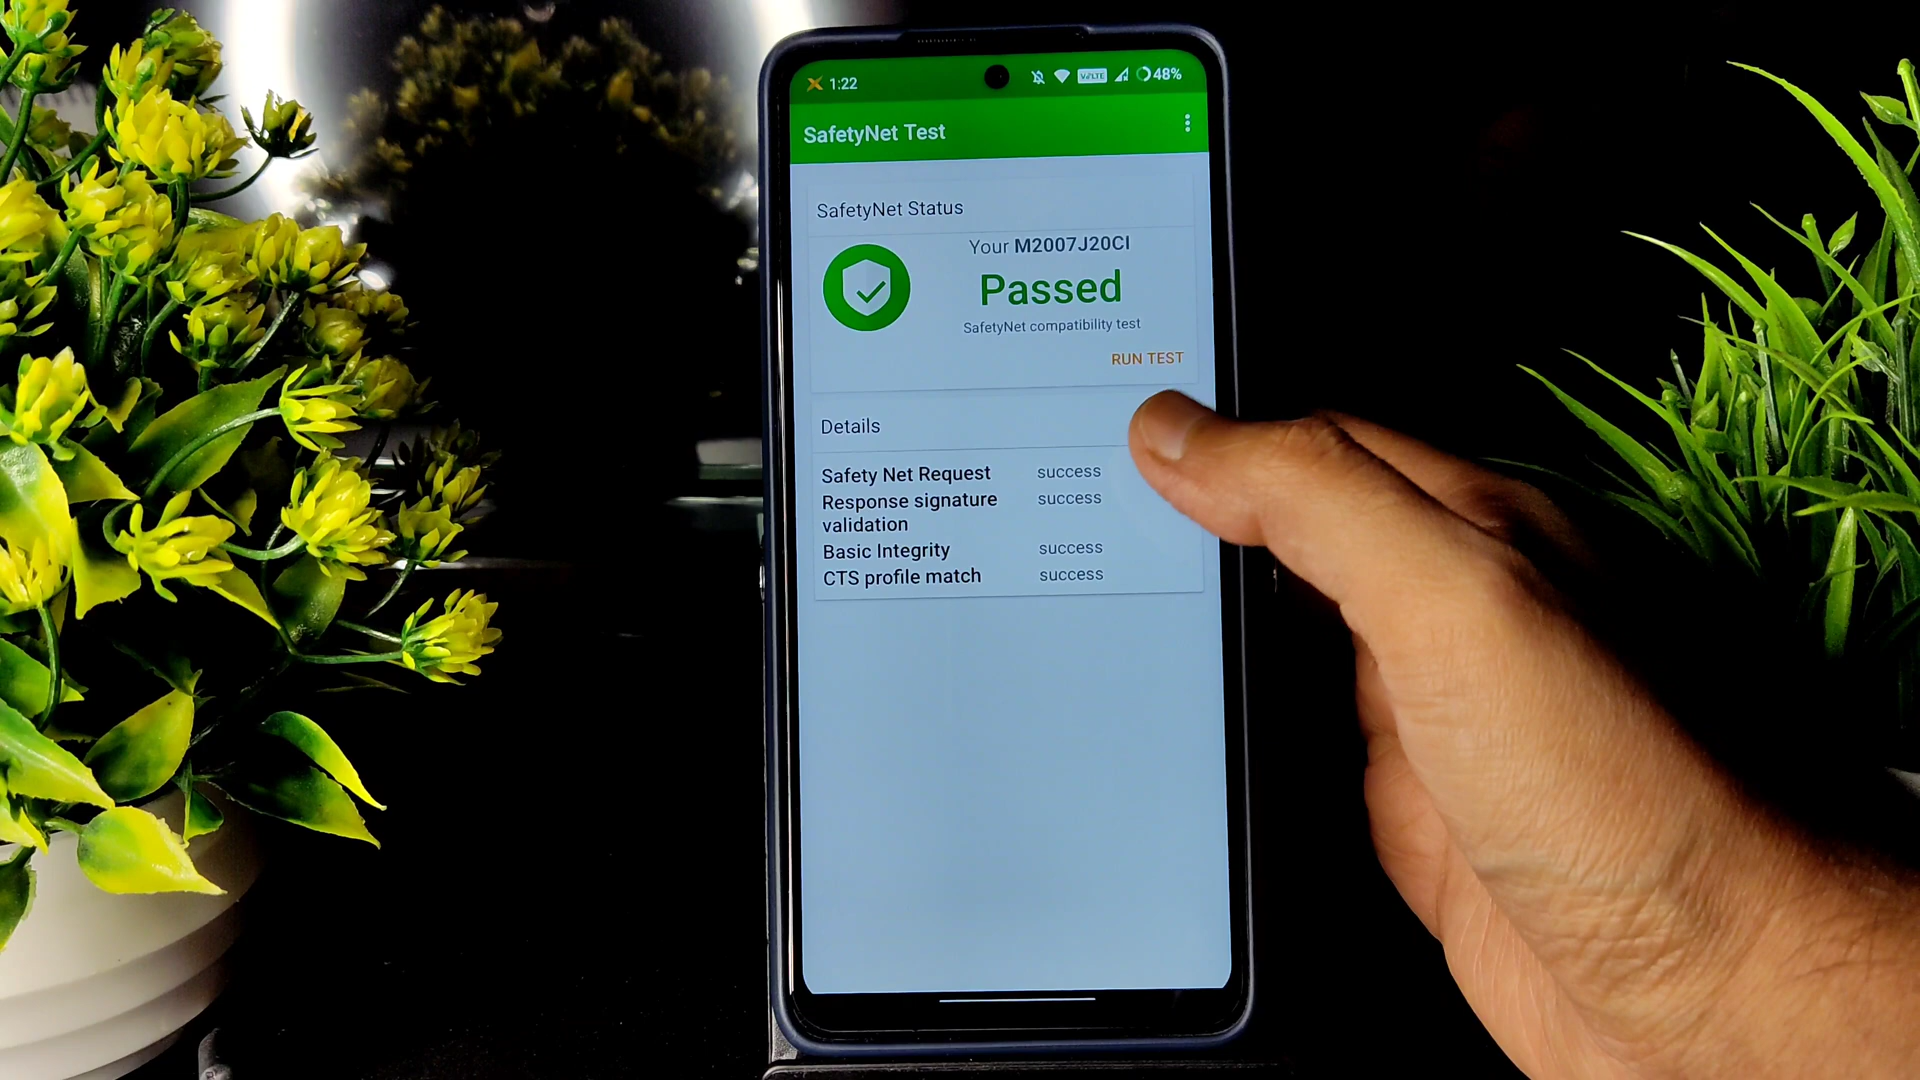 1:22
VoLTE
48%
SafetyNet Test
SafetyNet Status
Your M2007J20CI
Passed
SafetyNet compatibility test
RUN TEST
Details
Safety Net Request success
Response signature success
validation
Basic Integrity success
CTS profile match success